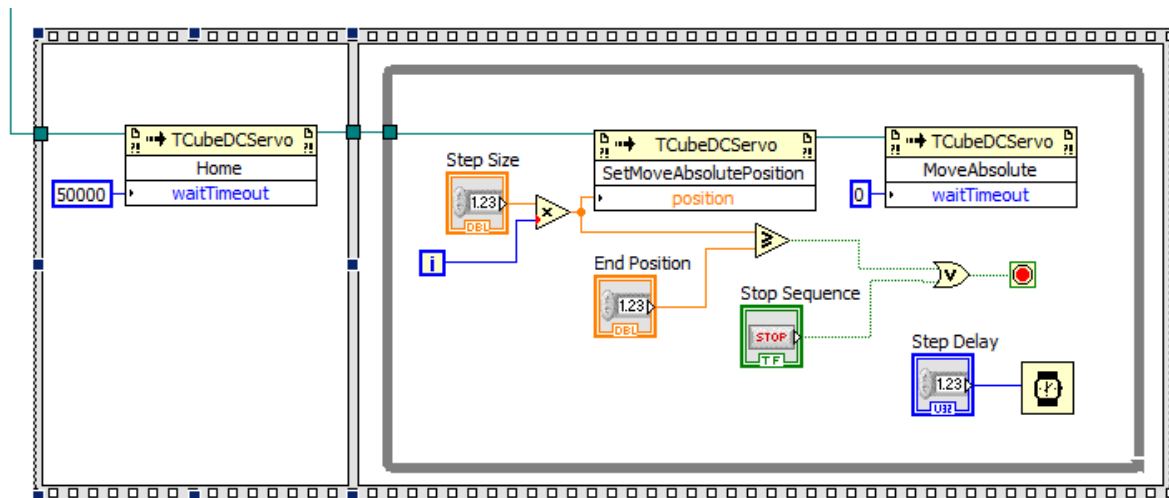 TCubeDCServo
Home
50000
waitTimeout
Step Size
1.23
DBL
i
TCubeDCServo
SetMoveAbsolutePosition
position
TCubeDCServo
MoveAbsolute
0
waitTimeout
End Position
1.23
DBL
Stop Sequence
STOP
TF
Step Delay
1.23
U32